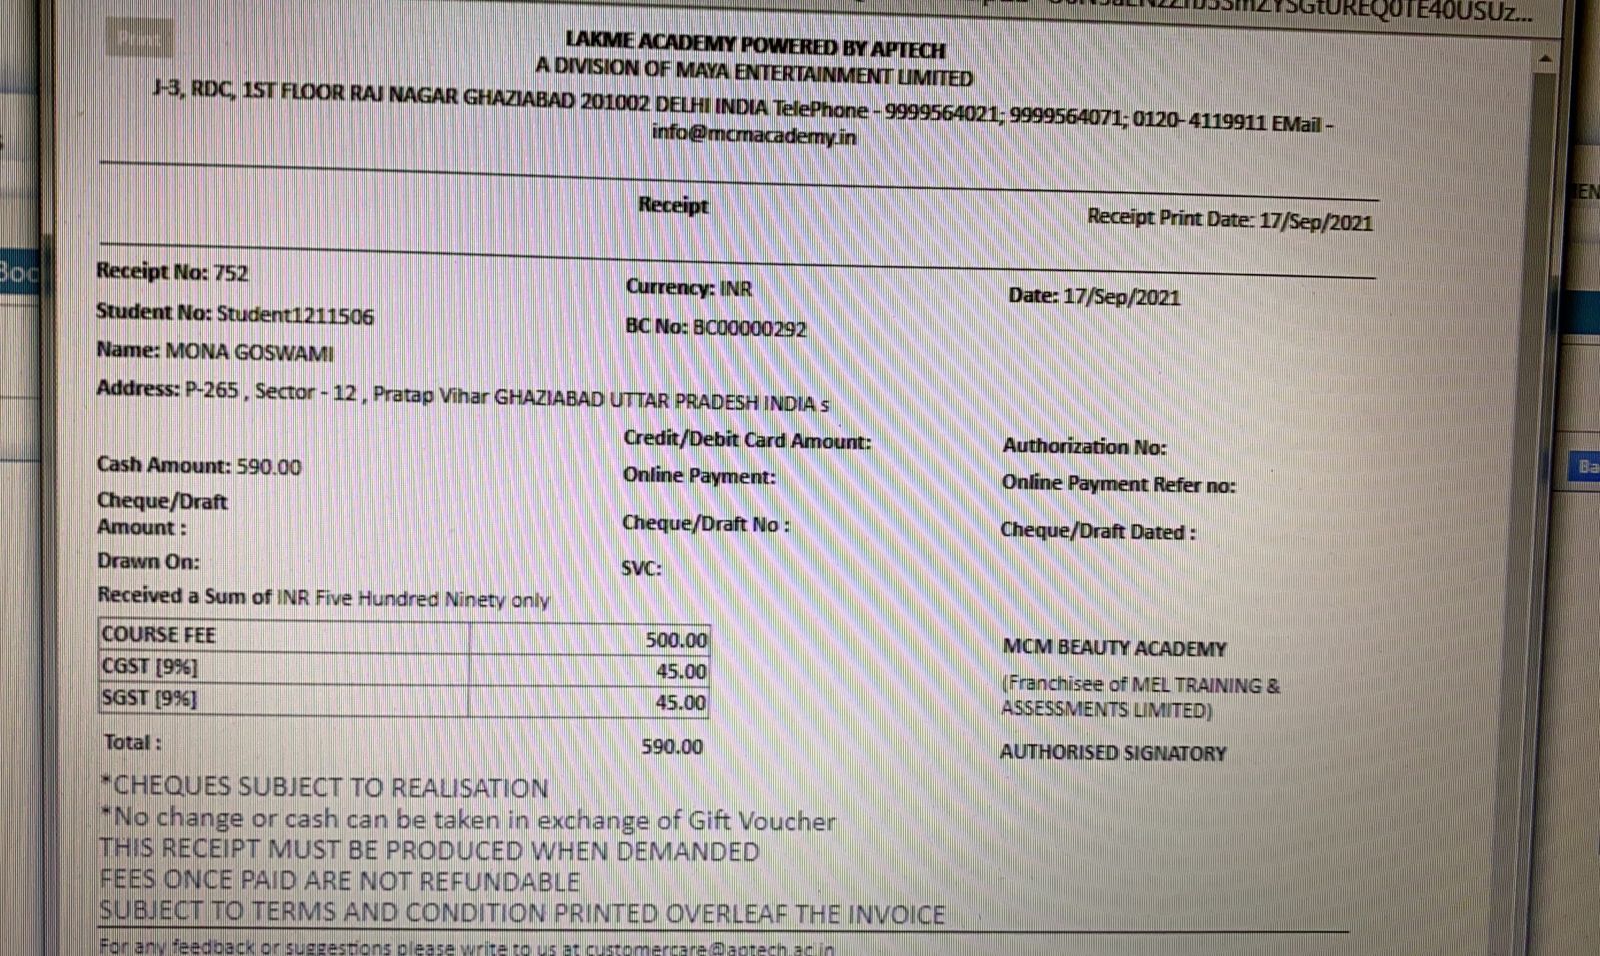 Print
LAKME ACADEMY POWERED BY APTECH
A DIVISION OF MAYA ENTERTAINMENT LIMITED
J-3, RDC, 1ST FLOOR RAJ NAGAR GHAZIABAD 201002 DELHI INDIA TelePhone - 9999564021; 9999564071; 0120-4119911 EMail -
info@mcmacademy.in
Receipt
Receipt Print Date: 17/Sep/2021
Receipt No: 752 Currency: INR Date: 17/Sep/2021
Student No: Student1211506 BC No: BC00000292
Name: MONA GOSWAMI
Address: P-265 , Sector - 12 , Pratap Vihar GHAZIABAD UTTAR PRADESH INDIA s
Credit/Debit Card Amount: Authorization No:
Cash Amount: 590.00 Online Payment: Online Payment Refer no:
Cheque/Draft
Amount : Cheque/Draft No : Cheque/Draft Dated :
Drawn On: SVC:
Received a Sum of INR Five Hundred Ninety only
COURSE FEE 500.00 MCM BEAUTY ACADEMY
CGST [9%] 45.00 (Franchisee of MEL TRAINING &
SGST [9%] 45.00 ASSESSMENTS LIMITED)
Total : 590.00 AUTHORISED SIGNATORY
*CHEQUES SUBJECT TO REALISATION
*No change or cash can be taken in exchange of Gift Voucher
THIS RECEIPT MUST BE PRODUCED WHEN DEMANDED
FEES ONCE PAID ARE NOT REFUNDABLE
SUBJECT TO TERMS AND CONDITION PRINTED OVERLEAF THE INVOICE
For any feedback or suggestions please write to us at customercare@aptech.ac.in